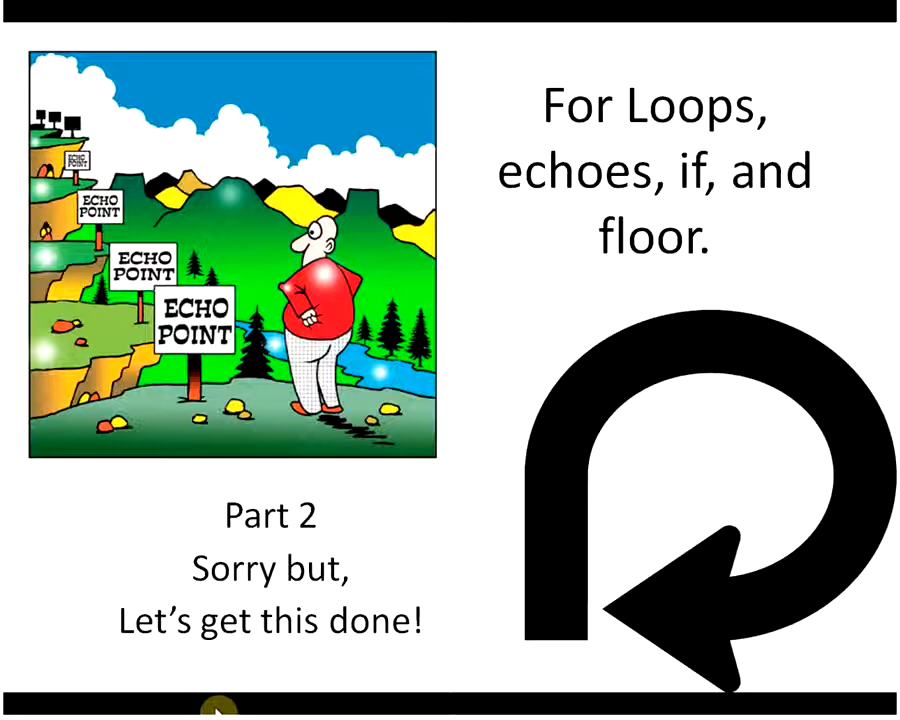 For Loops,
echoes, if, and
floor.
ECHO
POINT
ECHO
POINT
ECHO
POINT
ECHO
POINT
Part 2
Sorry but,
Let's get this done!